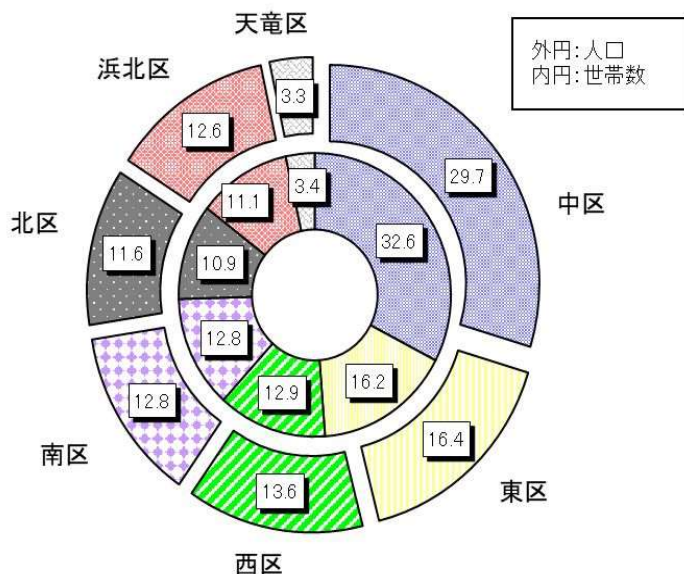 天竜区
浜北区
外円:人口
内円:世帯数
3.3
12.6
29.7
中区
3.4
11.1
32.6
北区
11.6
10.9
12.8
12.9
16.2
12.8
16.4
南区
13.6
東区
西区